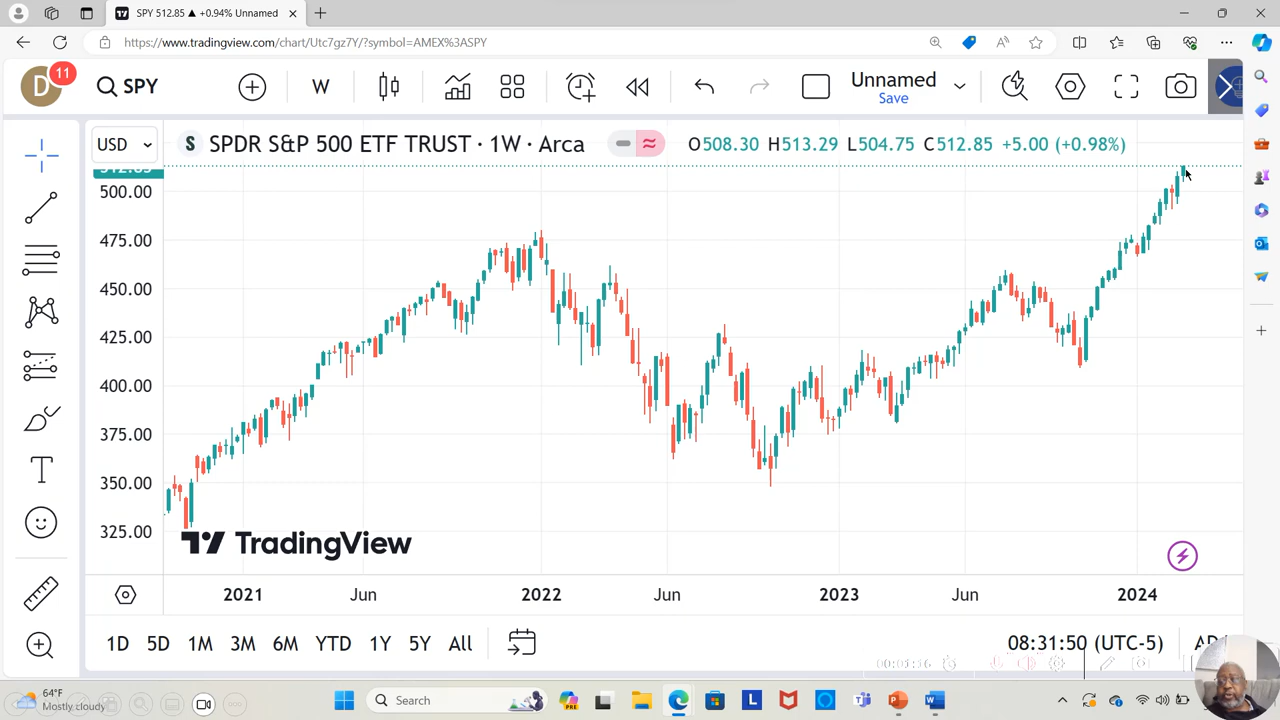 SPY 512.85 ▲ +0.94% Unnamed
https://www.tradingview.com/chart/Utc7gz7Y/?symbol=AMEX%3ASPY
D
11
SPY
W
Unnamed
Save
USD
S
SPDR S&P 500 ETF TRUST · 1W · Arca
O508.30 H513.29 L504.75 C512.85 +5.00 (+0.98%)
512.85
500.00
475.00
450.00
425.00
400.00
375.00
350.00
325.00
TradingView
2021 Jun 2022 Jun 2023 Jun 2024
1D 5D 1M 3M 6M YTD 1Y 5Y All
08:31:50 (UTC-5)
64°F
Mostly cloudy
Search
PRE